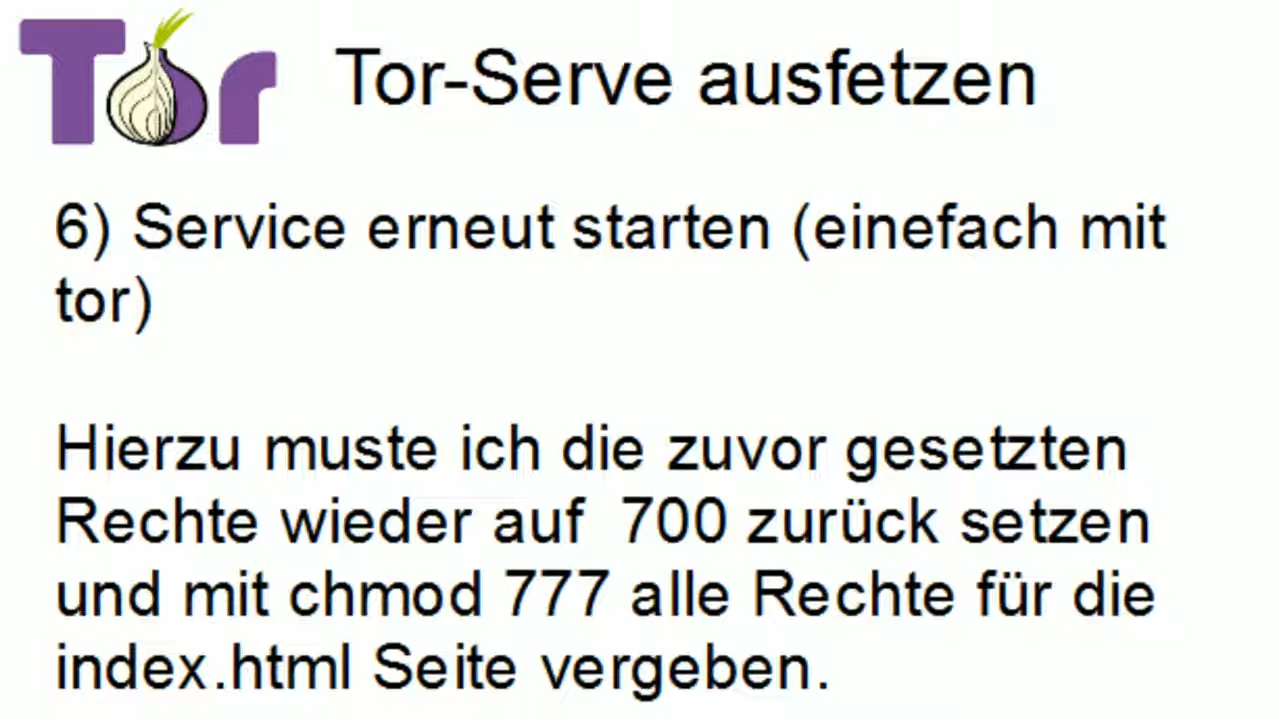 Tor
Tor-Serve ausfetzen
6) Service erneut starten (einefach mit
tor)
Hierzu muste ich die zuvor gesetzten
Rechte wieder auf  700 zurück setzen
und mit chmod 777 alle Rechte für die
index.html Seite vergeben.